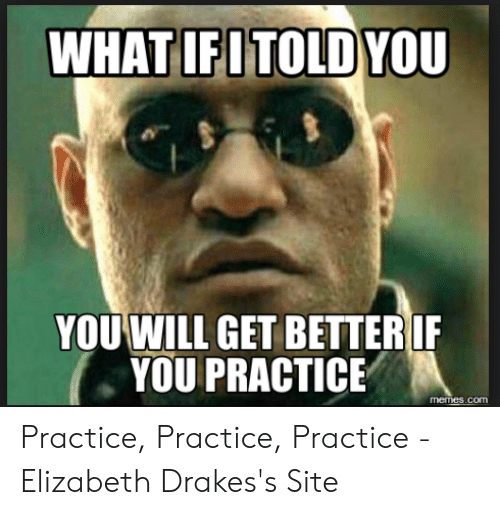 WHAT IF I TOLD YOU
YOU WILL GET BETTER IF
YOU PRACTICE
memes.com
Practice, Practice, Practice -
Elizabeth Drakes's Site